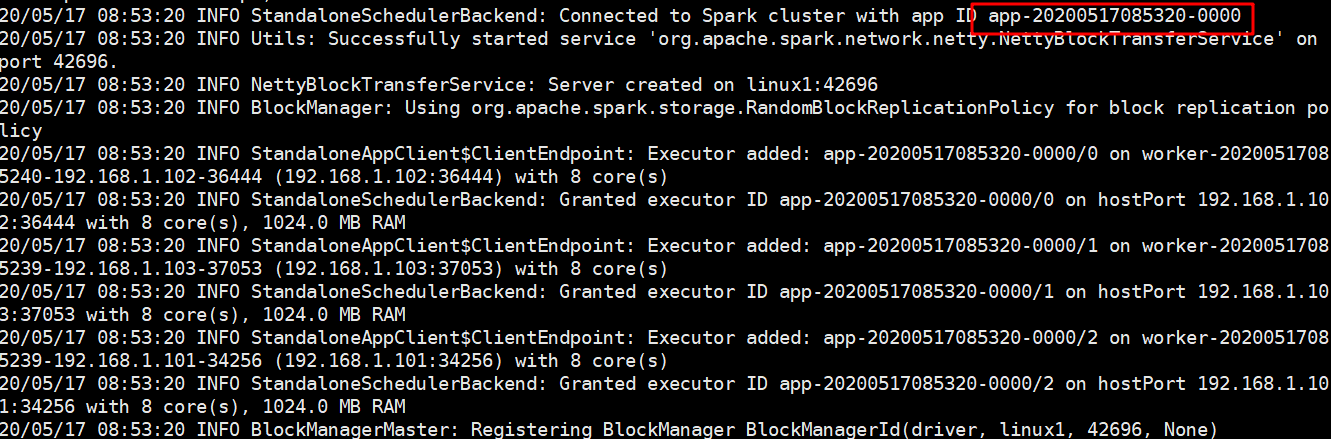 20/05/17 08:53:20 INFO StandaloneSchedulerBackend: Connected to Spark cluster with app ID app-20200517085320-0000
20/05/17 08:53:20 INFO Utils: Successfully started service 'org.apache.spark.network.netty.NettyBlockTransferService' on
port 42696.
20/05/17 08:53:20 INFO NettyBlockTransferService: Server created on linux1:42696
20/05/17 08:53:20 INFO BlockManager: Using org.apache.spark.storage.RandomBlockReplicationPolicy for block replication po
licy
20/05/17 08:53:20 INFO StandaloneAppClient$ClientEndpoint: Executor added: app-20200517085320-0000/0 on worker-2020051708
5240-192.168.1.102-36444 (192.168.1.102:36444) with 8 core(s)
20/05/17 08:53:20 INFO StandaloneSchedulerBackend: Granted executor ID app-20200517085320-0000/0 on hostPort 192.168.1.10
2:36444 with 8 core(s), 1024.0 MB RAM
20/05/17 08:53:20 INFO StandaloneAppClient$ClientEndpoint: Executor added: app-20200517085320-0000/1 on worker-2020051708
5239-192.168.1.103-37053 (192.168.1.103:37053) with 8 core(s)
20/05/17 08:53:20 INFO StandaloneSchedulerBackend: Granted executor ID app-20200517085320-0000/1 on hostPort 192.168.1.10
3:37053 with 8 core(s), 1024.0 MB RAM
20/05/17 08:53:20 INFO StandaloneAppClient$ClientEndpoint: Executor added: app-20200517085320-0000/2 on worker-2020051708
5239-192.168.1.101-34256 (192.168.1.101:34256) with 8 core(s)
20/05/17 08:53:20 INFO StandaloneSchedulerBackend: Granted executor ID app-20200517085320-0000/2 on hostPort 192.168.1.10
1:34256 with 8 core(s), 1024.0 MB RAM
20/05/17 08:53:20 INFO BlockManagerMaster: Registering BlockManager BlockManagerId(driver, linux1, 42696, None)